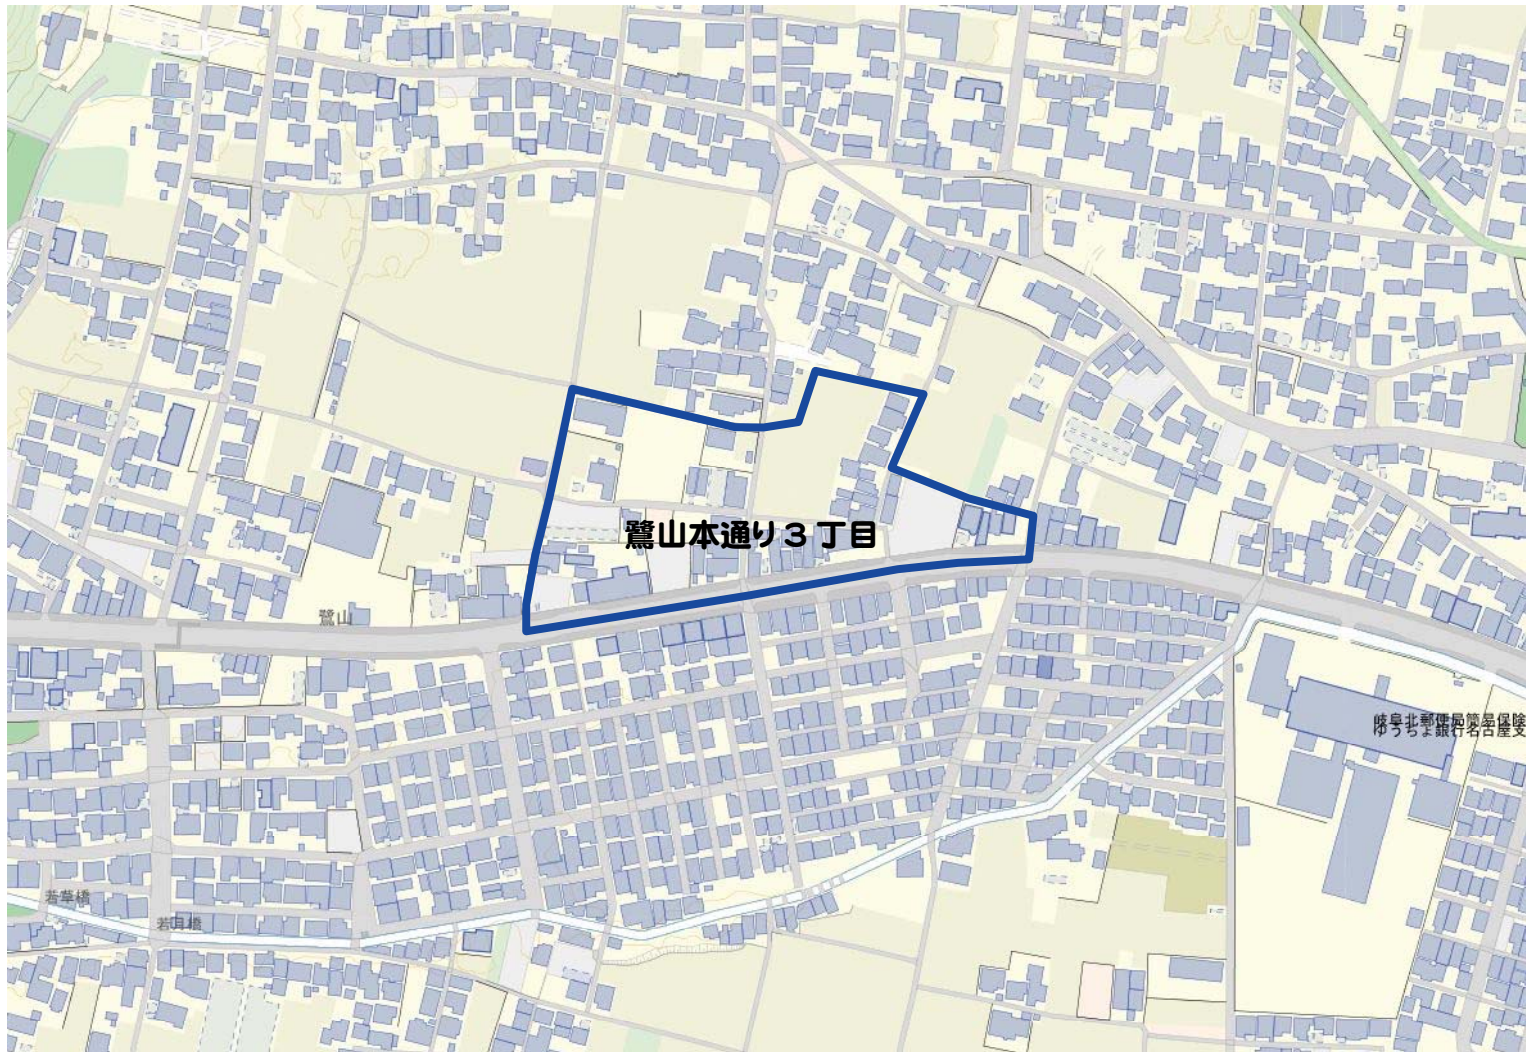 鷺山本通り３丁目
鷺山
岐阜北郵便局簡易保険
ゆうちょ銀行名古屋支
若草橋
若月橋